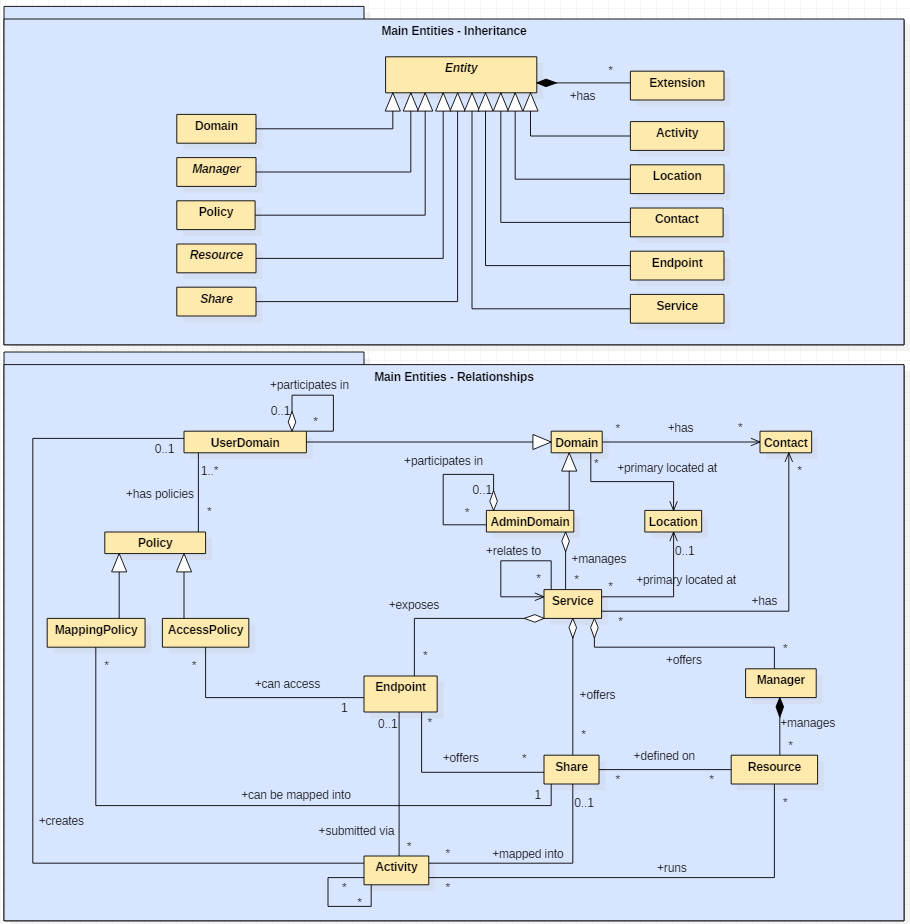 Main Entities - Inheritance
Entity
*
Extension
+has
Domain
Activity
Manager
Location
Policy
Contact
Resource
Endpoint
Share
Service
Main Entities - Relationships
+participates in
0..1
*
UserDomain
0..1
Domain
*
+has
*
Contact
1..*
+participates in
*
+primary located at
*
0..1
+has policies
*
*
AdminDomain
Location
Policy
+relates to
+manages
0..1
*
*
+primary located at
*
Service
+exposes
+has
*
MappingPolicy
AccessPolicy
*
*
*
+offers
*
+can access
Endpoint
Manager
1
+offers
0..1
*
+manages
*
*
+offers
*
Share
+defined on
Resource
*
*
+can be mapped into
1
0..1
*
+creates
+submitted via
*
*
+mapped into
Activity
+runs
*
*
*